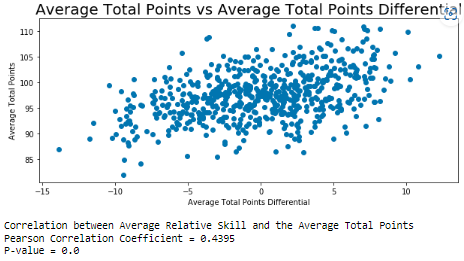 Average Total Points vs Average Total Points Differential
110
105
100
95
90
85
Average Total Points
−15
−10
−5
0
5
10
Average Total Points Differential
Correlation between Average Relative Skill and the Average Total Points
Pearson Correlation Coefficient = 0.4395
P-value = 0.0